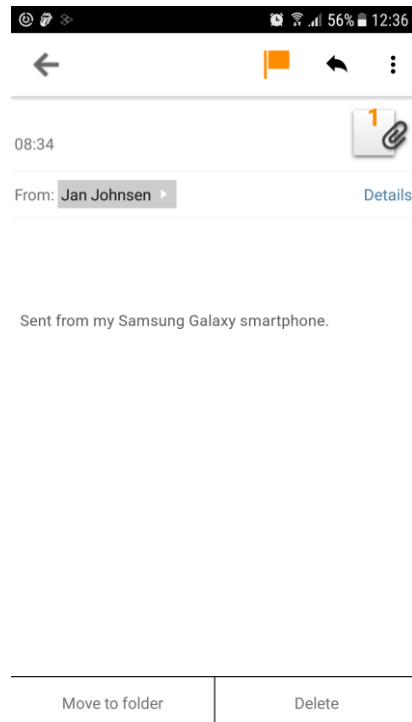 56% 12:36
08:34
1
From: Jan Johnsen
Details
Sent from my Samsung Galaxy smartphone.
Move to folder
Delete